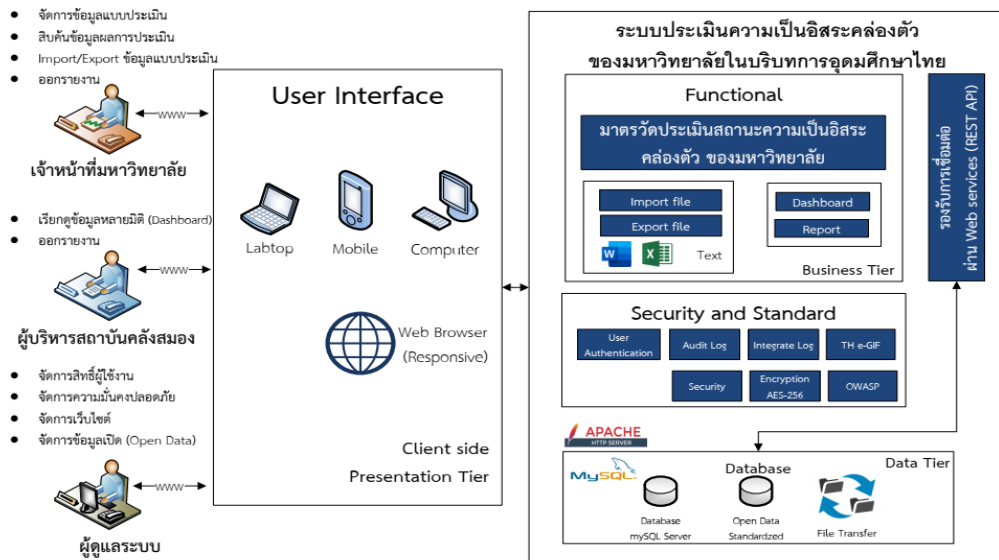 จัดการข้อมูลแบบประเมิน
สืบค้นข้อมูลผลการประเมิน
Import/Export ข้อมูลแบบประเมิน
ออกรายงาน
www
เจ้าหน้าที่มหาวิทยาลัย
เรียกดูข้อมูลหลายมิติ (Dashboard)
ออกรายงาน
www
ผู้บริหารสถาบันคลังสมอง
จัดการสิทธิ์ผู้ใช้งาน
จัดการความมั่นคงปลอดภัย
จัดการเว็บไซต์
จัดการข้อมูลเปิด (Open Data)
www
ผู้ดูแลระบบ
User Interface
Labtop
Mobile
Computer
Web Browser
(Responsive)
Client side
Presentation Tier
ระบบประเมินความเป็นอิสระคล่องตัว
ของมหาวิทยาลัยในบริบทการอุดมศึกษาไทย
Functional
มาตรวัดประเมินสถานะความเป็นอิสระ
คล่องตัว ของมหาวิทยาลัย
Import file
Export file
W
X
Text
Dashboard
Report
Business Tier
รองรับการเชื่อมต่อ
ผ่าน Web services (REST API)
Security and Standard
User
Authentication
Audit Log
Integrate Log
TH e-GIF
Security
Encryption
AES-256
OWASP
APACHE
HTTP SERVER
MySQL
Database
Data Tier
Database
mySQL Server
Open Data
Standardzed
File Transfer